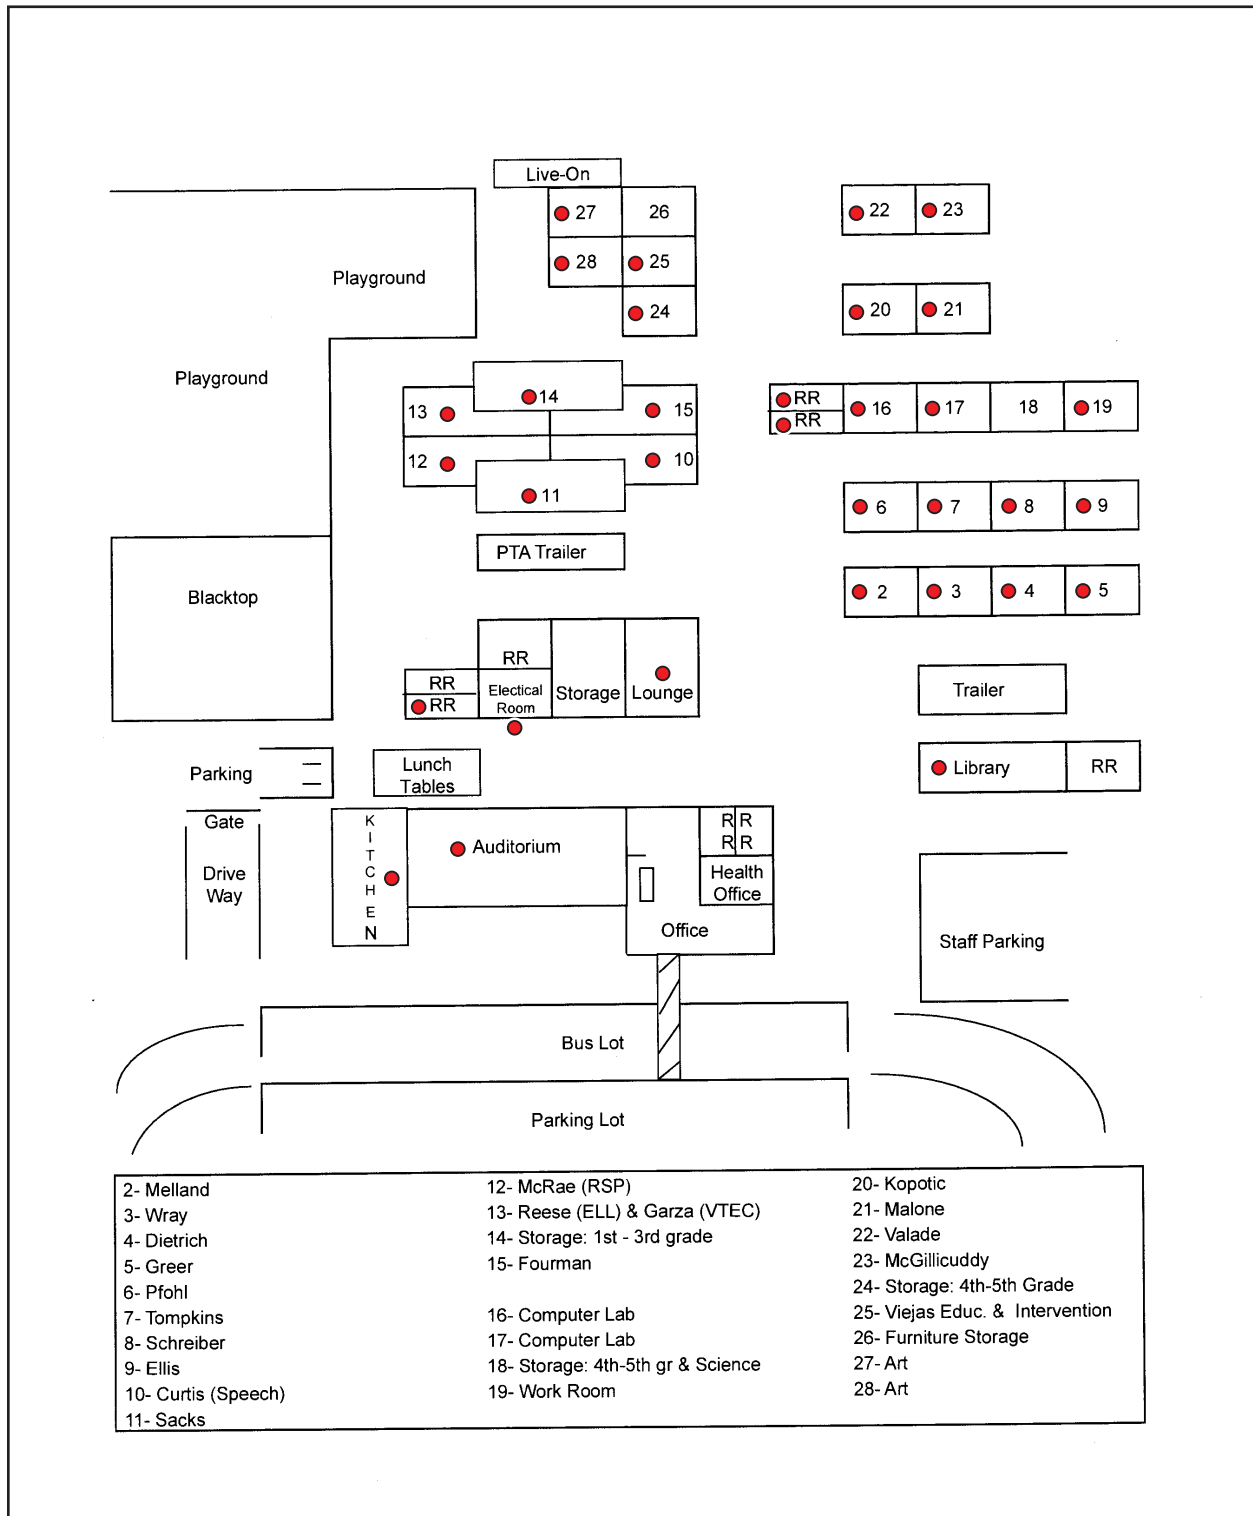 Live-On
27 26 22 23
28 25
24 20 21
Playground
Playground
13 14 15
12 10
11
RR 16 17 18 19
RR
6 7 8 9
PTA Trailer
2 3 4 5
Blacktop
RR
RR
RR
Electical
Room
Storage
Lounge
Trailer
Parking
Lunch
Tables
Library RR
Gate
Drive
Way
KITCHEN
Auditorium
R R
R R
Health
Office
Office
Staff Parking
Bus Lot
Parking Lot
2- Melland
3- Wray
4- Dietrich
5- Greer
6- Pfohl
7- Tompkins
8- Schreiber
9- Ellis
10- Curtis (Speech)
11- Sacks
12- McRae (RSP)
13- Reese (ELL) & Garza (VTEC)
14- Storage: 1st - 3rd grade
15- Fourman
16- Computer Lab
17- Computer Lab
18- Storage: 4th-5th gr & Science
19- Work Room
20- Kopotic
21- Malone
22- Valade
23- McGillicuddy
24- Storage: 4th-5th Grade
25- Viejas Educ. & Intervention
26- Furniture Storage
27- Art
28- Art